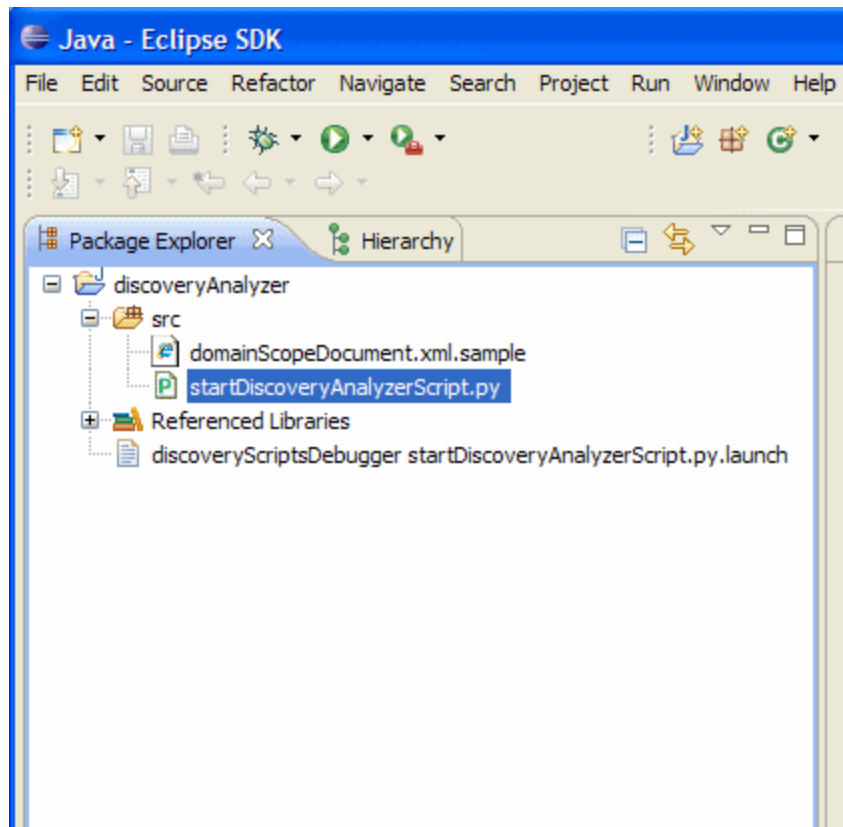 Java - Eclipse SDK
File Edit Source Refactor Navigate Search Project Run Window Help
Package Explorer Hierarchy
discoveryAnalyzer
src
domainScopeDocument.xml.sample
startDiscoveryAnalyzerScript.py
Referenced Libraries
discoveryScriptsDebugger startDiscoveryAnalyzerScript.py.launch